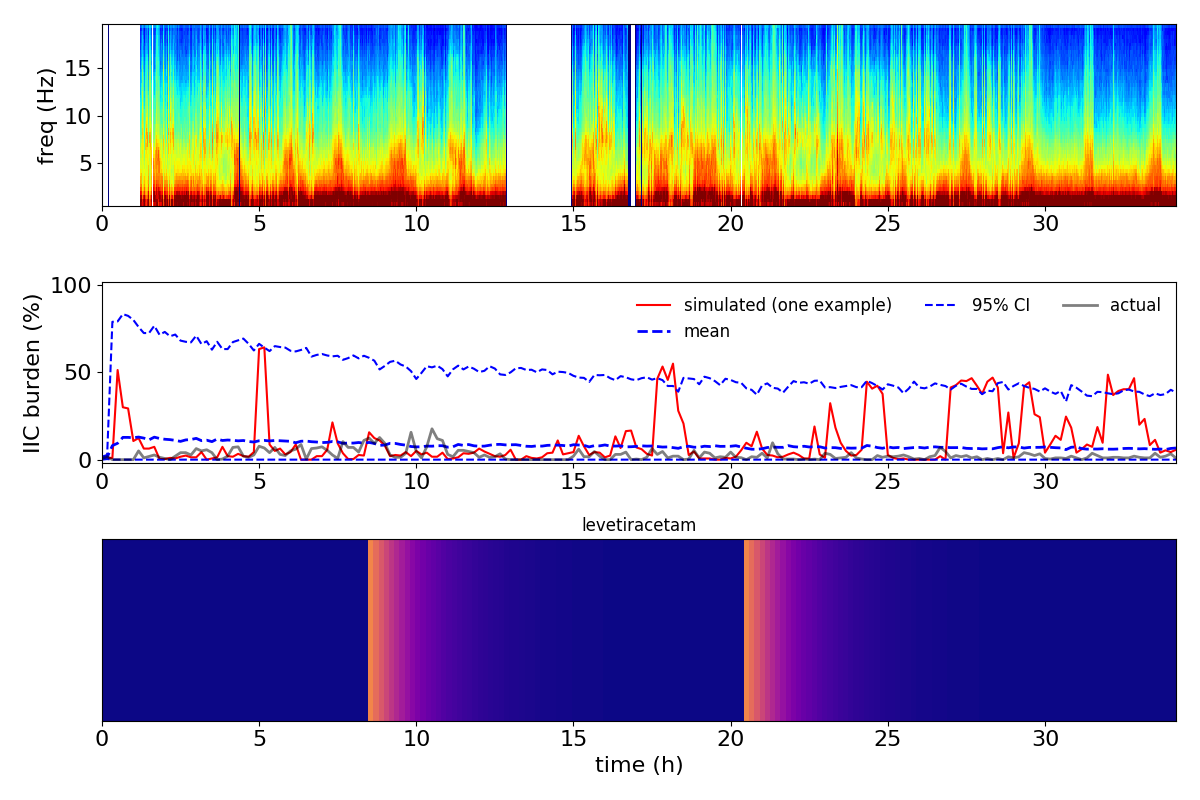 freq (Hz)
15
10
5
0 5 10 15 20 25 30
IIC burden (%)
100
50
0
simulated (one example) 95% CI actual
mean
0 5 10 15 20 25 30
levetiracetam
0 5 10 15 20 25 30
time (h)